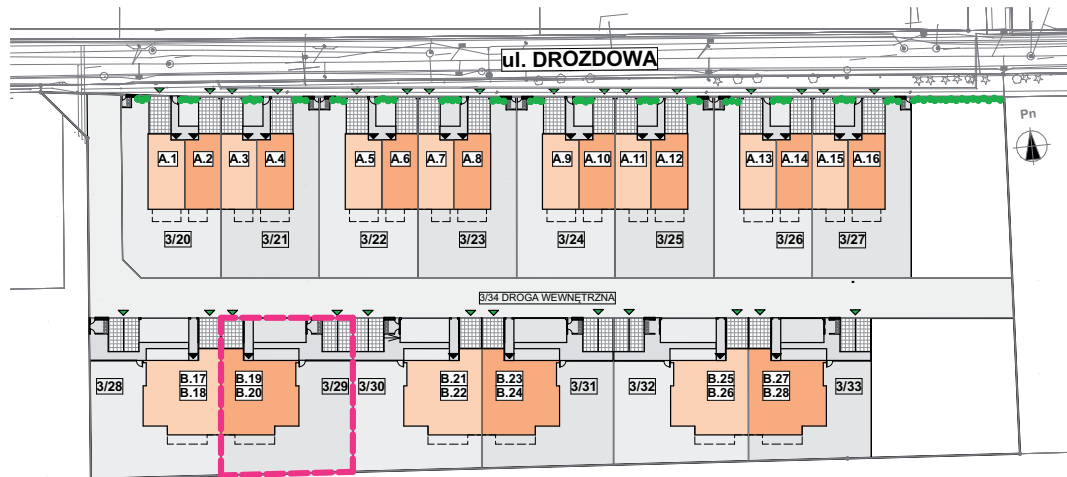 ul. DROZDOWA
Pn
A.1 A.2 A.3 A.4 A.5 A.6 A.7 A.8 A.9 A.10 A.11 A.12 A.13 A.14 A.15 A.16
3/20 3/21 3/22 3/23 3/24 3/25 3/26 3/27
3/34 DROGA WEWNĘTRZNA
3/28 B.17 B.19 3/29 3/30 B.21 B.23 3/31 3/32 B.25 B.27 3/33
B.18 B.20 B.22 B.24 B.26 B.28